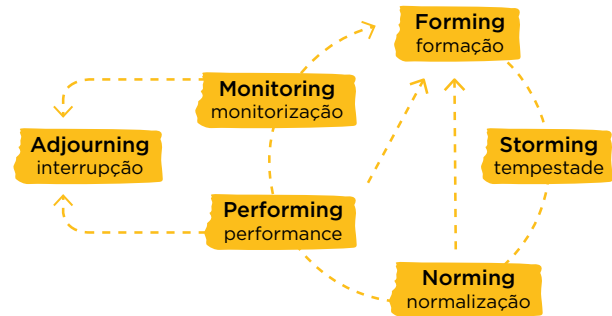 Forming
formação
Monitoring
monitorização
Adjourning
interrupção
Storming
tempestade
Performing
performance
Norming
normalização